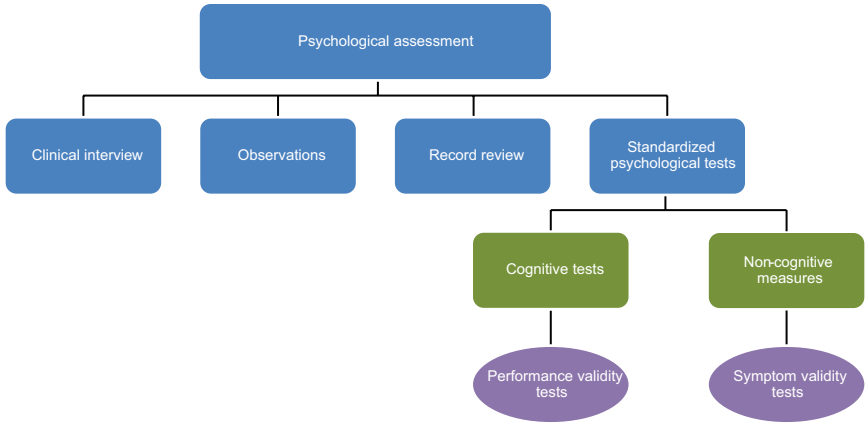 Psychological assessment
Clinical interview
Observations
Record review
Standardized
psychological tests
Cognitive tests
Non-cognitive
measures
Performance validity
tests
Symptom validity
tests